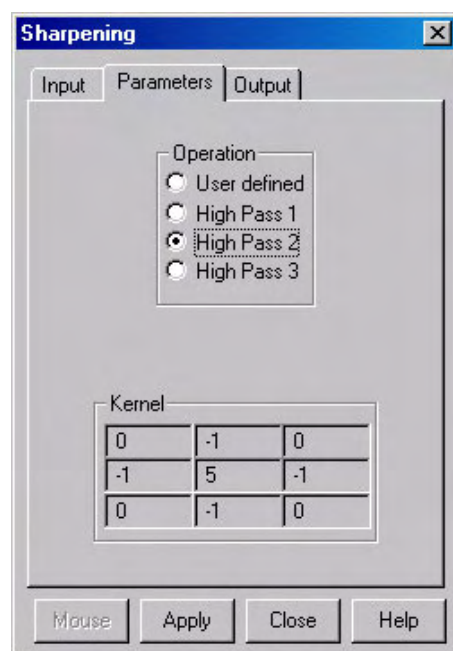 Sharpening
Input Parameters Output
Operation
User defined
High Pass 1
High Pass 2
High Pass 3
Kernel
0 -1 0
-1 5 -1
0 -1 0
Mouse Apply Close Help